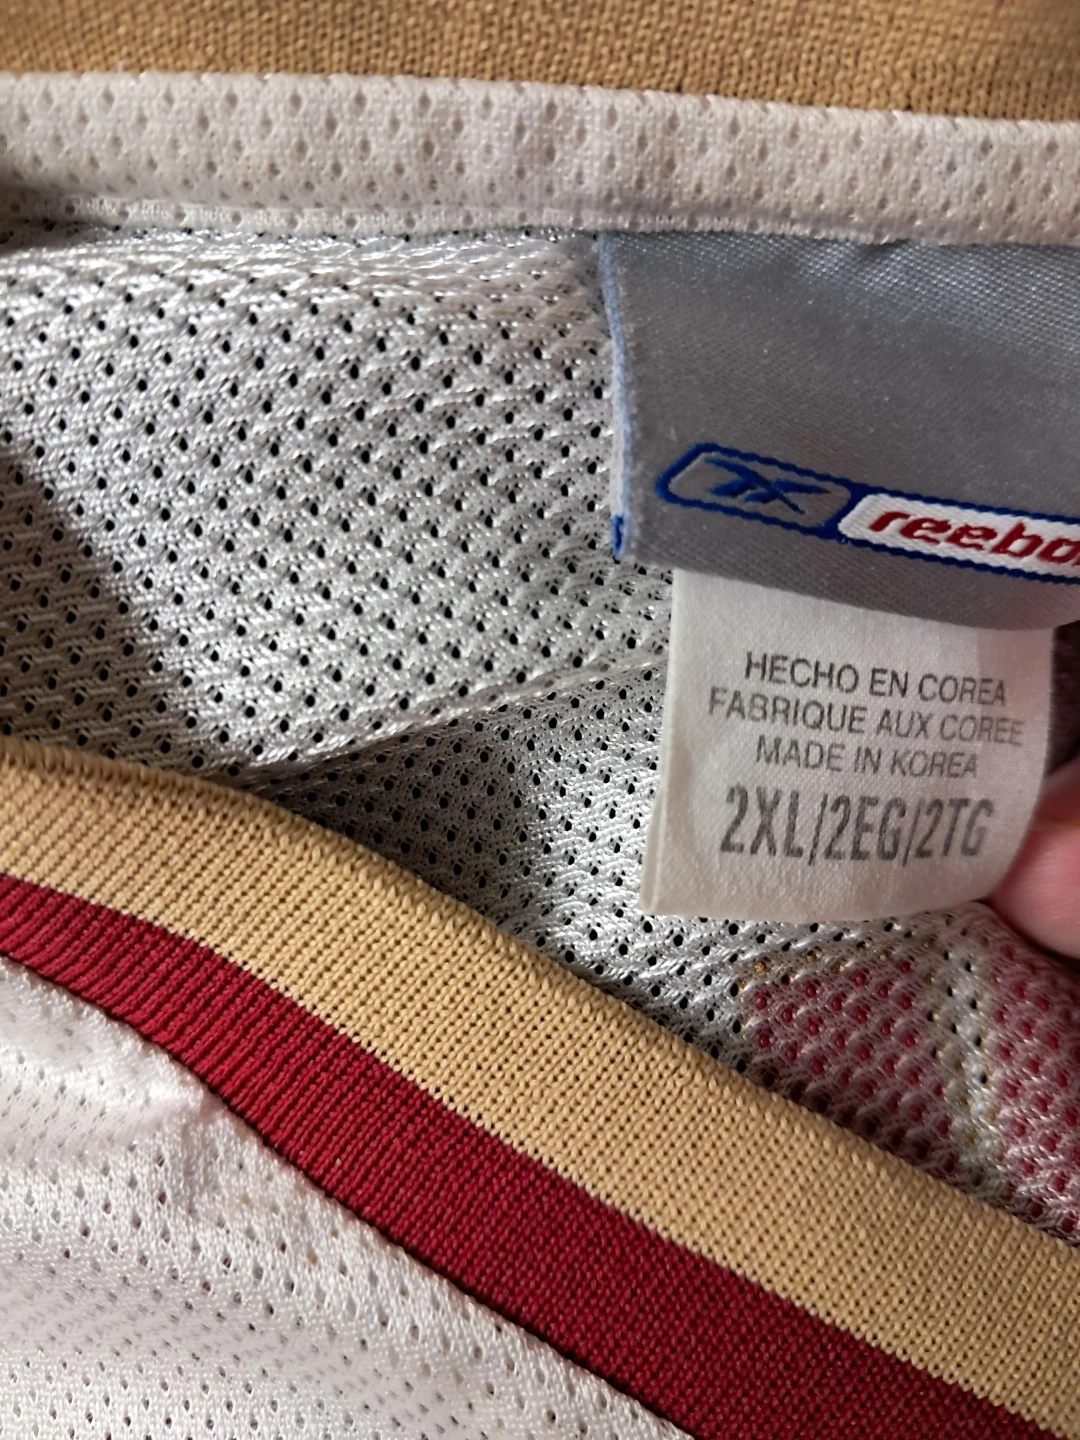 reebo
HECHO EN COREA
FABRIQUE AUX COREE
MADE IN KOREA
2XL/2EG/2TG